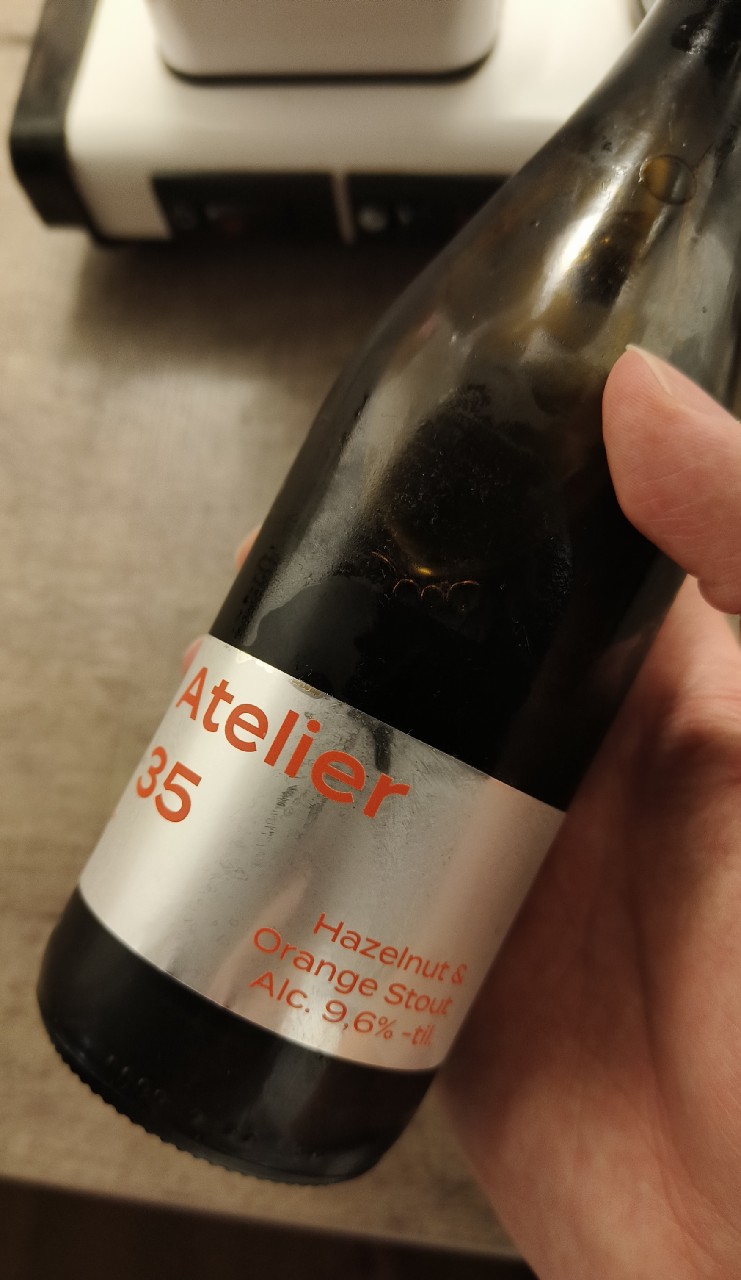 Atelier
35
Hazelnut &
Orange Stout
Alc. 9,6% -til.